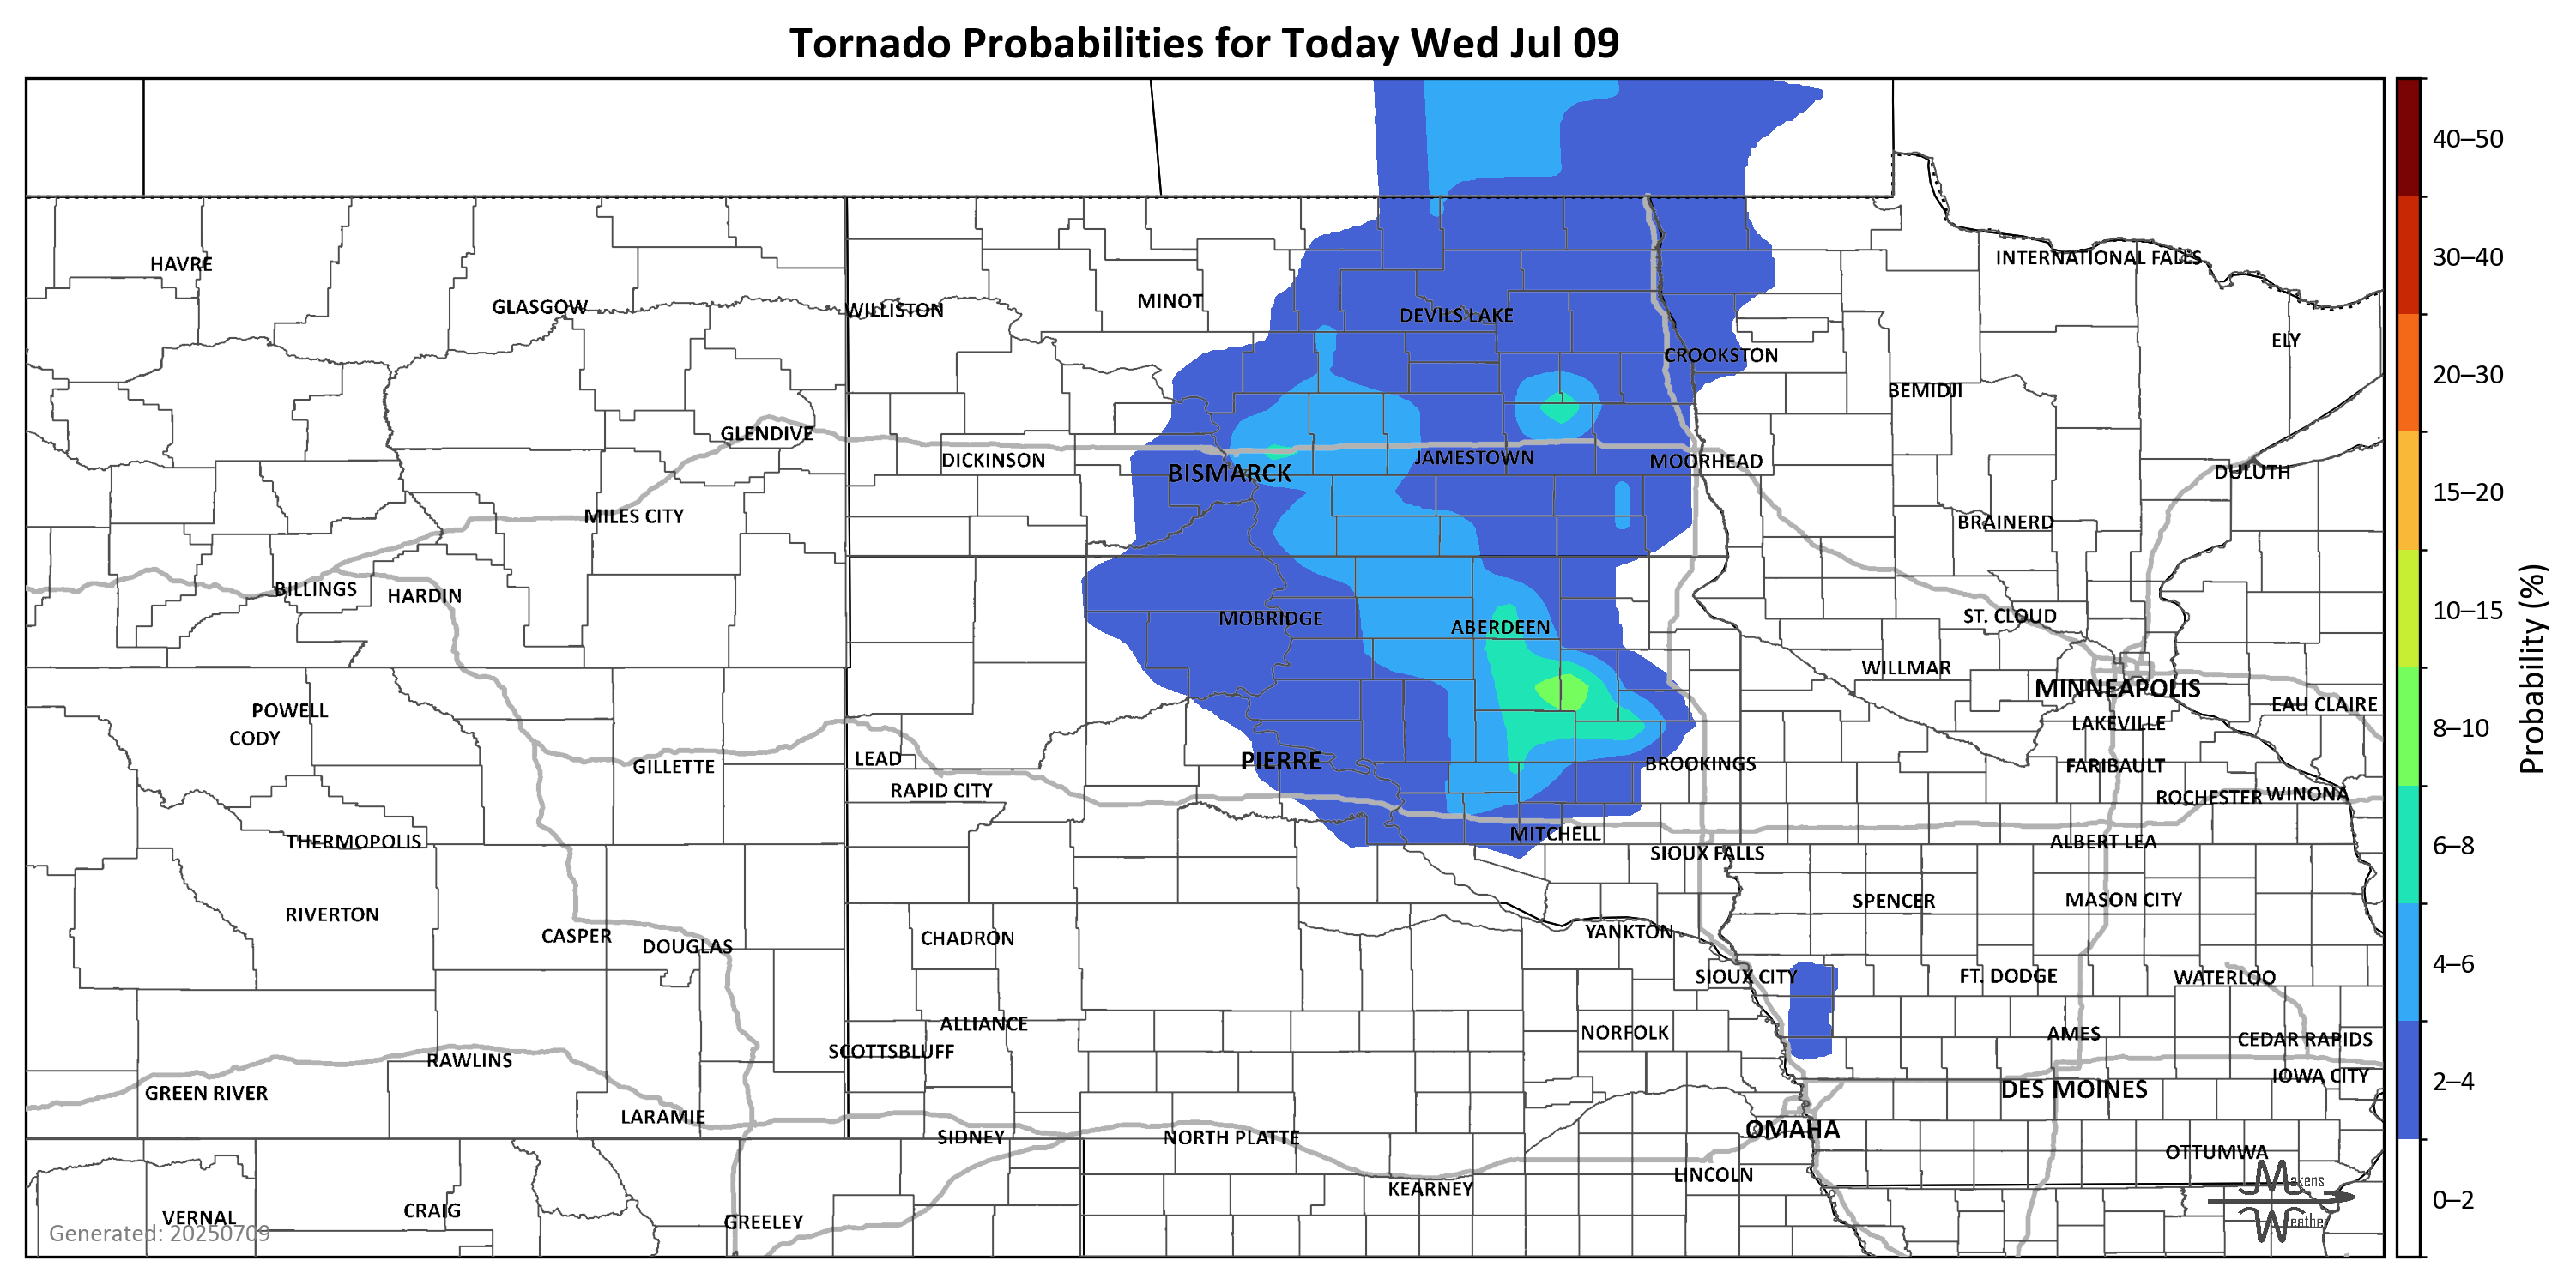 Tornado Probabilities for Today Wed Jul 09
40–50
30–40
20–30
15–20
10–15
8–10
6–8
4–6
2–4
0–2
Probability (%)
INTERNATIONAL FALLS
HAVRE
MINOT
GLASGOW
WILLISTON
DEVILS LAKE
ELY
CROOKSTON
BEMIDJI
GLENDIVE
DICKINSON
JAMESTOWN
MOORHEAD
BISMARCK
DULUTH
MILES CITY
BRAINERD
BILLINGS
HARDIN
MOBRIDGE
ABERDEEN
ST. CLOUD
WILLMAR
MINNEAPOLIS
POWELL
EAU CLAIRE
CODY
LAKEVILLE
GILLETTE
LEAD
PIERRE
BROOKINGS
FARIBAULT
RAPID CITY
ROCHESTER
WINONA
THERMOPOLIS
MITCHELL
ALBERT LEA
SIOUX FALLS
SPENCER
MASON CITY
RIVERTON
CASPER
DOUGLAS
CHADRON
YANKTON
SIOUX CITY
FT. DODGE
WATERLOO
ALLIANCE
NORFOLK
AMES
CEDAR RAPIDS
SCOTTSBLUFF
RAWLINS
IOWA CITY
GREEN RIVER
DES MOINES
LARAMIE
SIDNEY
NORTH PLATTE
OMAHA
OTTUMWA
LINCOLN
KEARNEY
VERNAL
CRAIG
GREELEY
Generated: 20250709
Makens
Weather